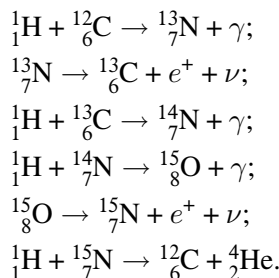 ¹₁H + ¹²₆C → ¹³₇N + γ;
¹³₇N → ¹³₆C + e⁺ + ν;
¹₁H + ¹³₆C → ¹⁴₇N + γ;
¹₁H + ¹⁴₇N → ¹⁵₈O + γ;
¹⁵₈O → ¹⁵₇N + e⁺ + ν;
¹₁H + ¹⁵₇N → ¹²₆C + ⁴₂He.